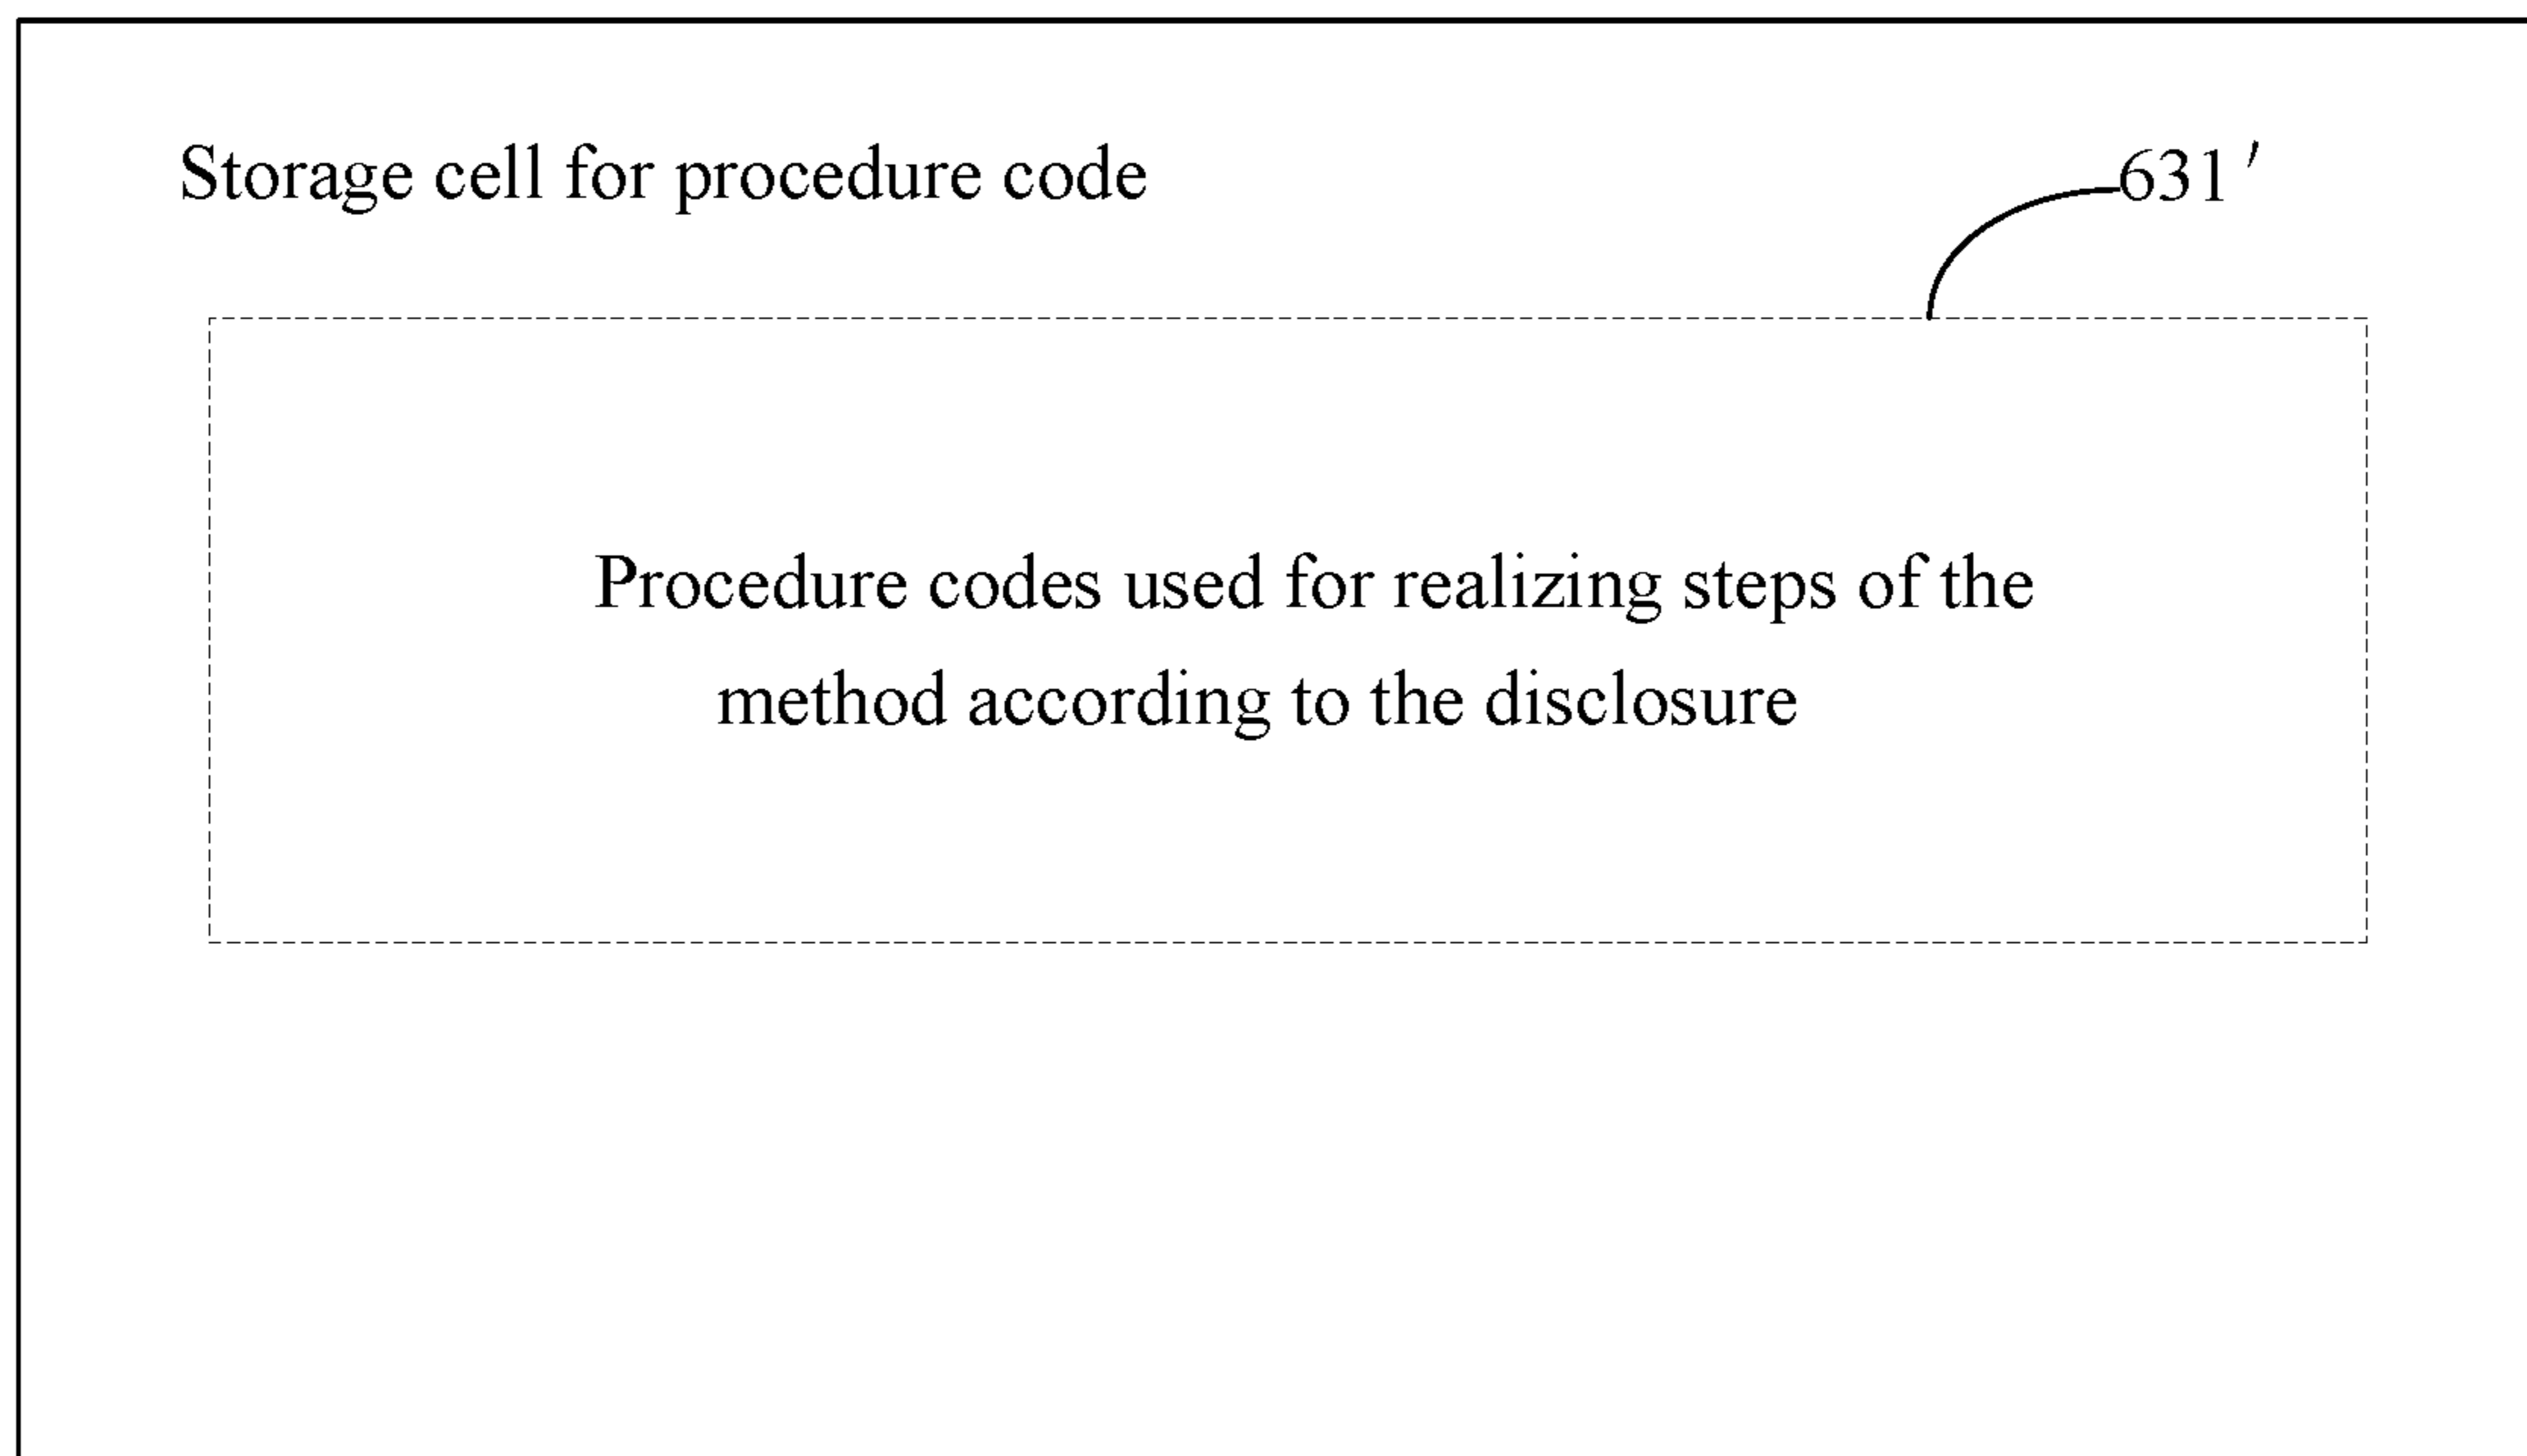 Storage cell for procedure code
631′
Procedure codes used for realizing steps of the
method according to the disclosure